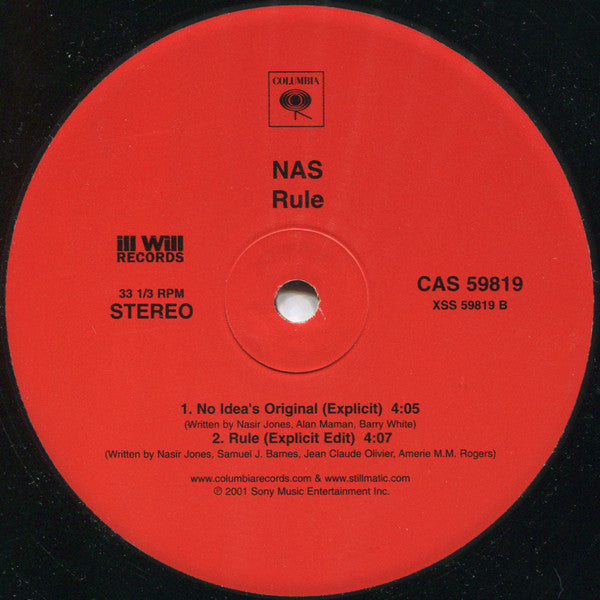 COLUMBIA
NAS
Rule
ill Will
RECORDS
33 1/3 RPM
STEREO
CAS 59819
XSS 59819 B
1. No Idea's Original (Explicit) 4:05
(Written by Nasir Jones, Alan Maman, Barry White)
2. Rule (Explicit Edit) 4:07
(Written by Nasir Jones, Samuel J. Barnes, Jean Claude Olivier, Amerie M.M. Rogers)
www.columbiarecords.com & www.stillmatic.com
℗ 2001 Sony Music Entertainment Inc.